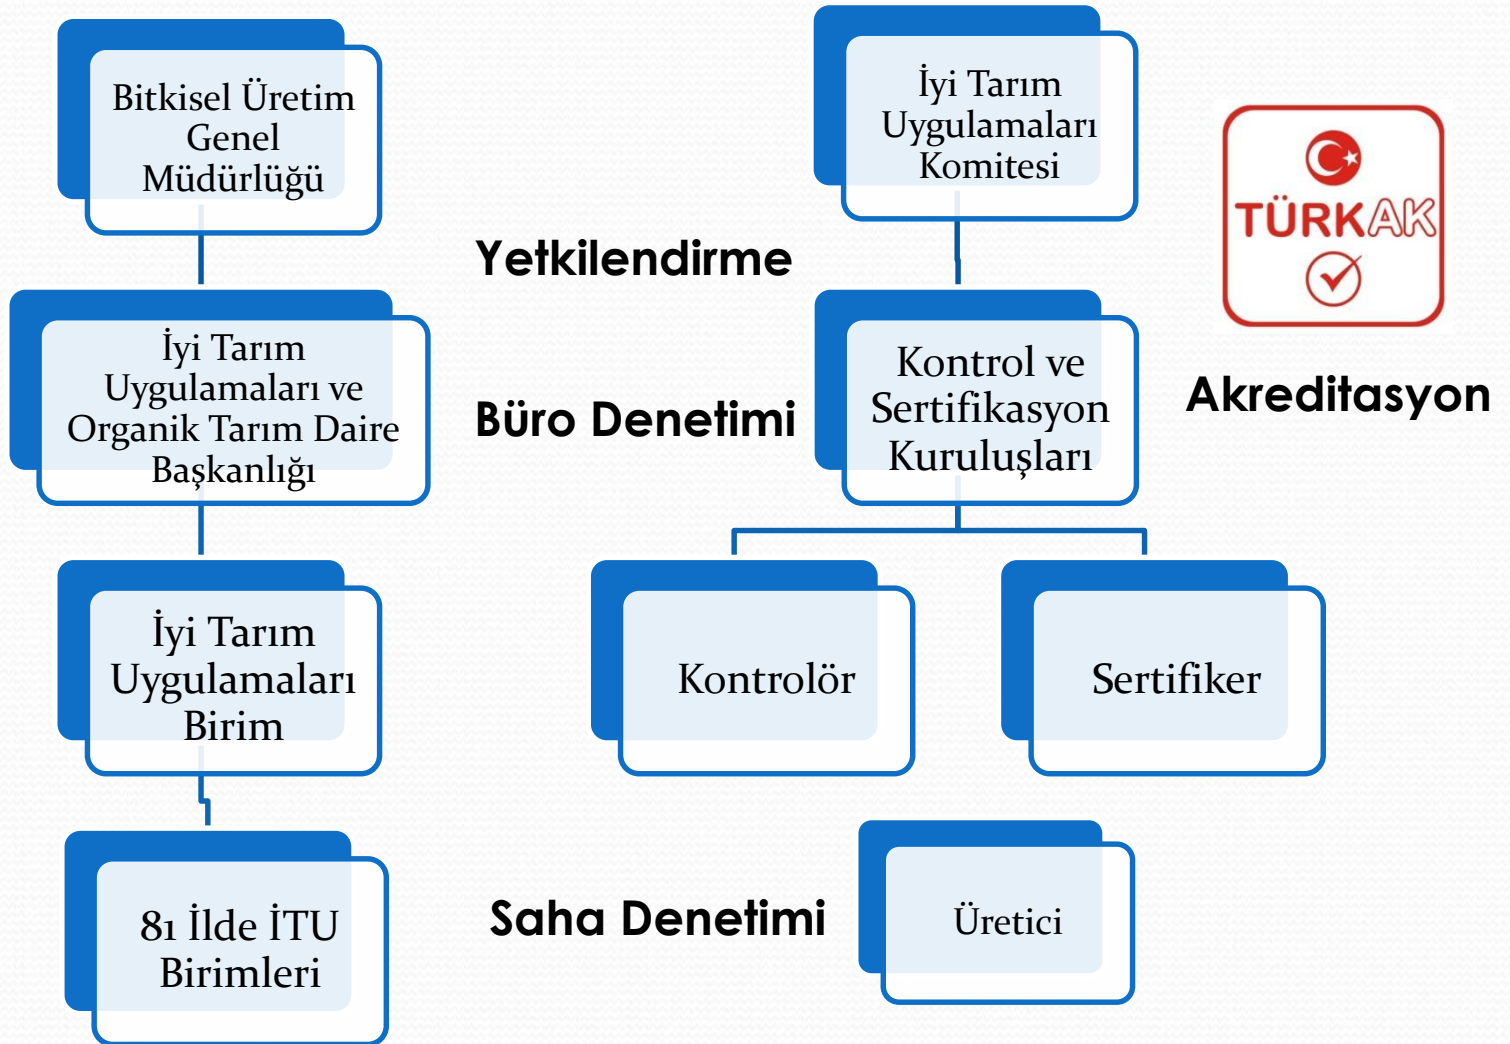 Bitkisel Üretim
Genel
Müdürlüğü
İyi Tarım
Uygulamaları ve
Organik Tarım Daire
Başkanlığı
İyi Tarım
Uygulamaları
Birim
81 İlde İTU
Birimleri
Yetkilendirme
Büro Denetimi
Saha Denetimi
İyi Tarım
Uygulamaları
Komitesi
Kontrol ve
Sertifikasyon
Kuruluşları
Kontrolör
Sertifiker
Üretici
TÜRKAK
Akreditasyon